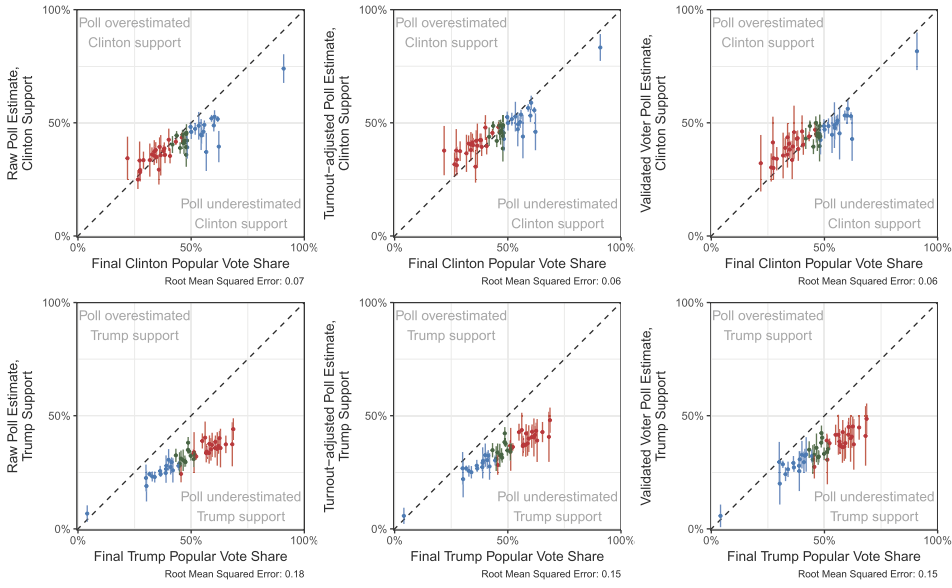 100%
Poll overestimated
Clinton support
50%
Poll underestimated
Clinton support
0%
0%
50%
100%
Raw Poll Estimate,
Clinton Support
Final Clinton Popular Vote Share
Root Mean Squared Error: 0.07
100%
Poll overestimated
Clinton support
50%
Poll underestimated
Clinton support
0%
0%
50%
100%
Turnout−adjusted Poll Estimate,
Clinton Support
Final Clinton Popular Vote Share
Root Mean Squared Error: 0.06
100%
Poll overestimated
Clinton support
50%
Poll underestimated
Clinton support
0%
0%
50%
100%
Validated Voter Poll Estimate,
Clinton Support
Final Clinton Popular Vote Share
Root Mean Squared Error: 0.06
100%
Poll overestimated
Trump support
50%
Poll underestimated
Trump support
0%
0%
50%
100%
Raw Poll Estimate,
Trump Support
Final Trump Popular Vote Share
Root Mean Squared Error: 0.18
100%
Poll overestimated
Trump support
50%
Poll underestimated
Trump support
0%
0%
50%
100%
Turnout−adjusted Poll Estimate,
Trump Support
Final Trump Popular Vote Share
Root Mean Squared Error: 0.15
100%
Poll overestimated
Trump support
50%
Poll underestimated
Trump support
0%
0%
50%
100%
Validated Voter Poll Estimate,
Trump Support
Final Trump Popular Vote Share
Root Mean Squared Error: 0.15